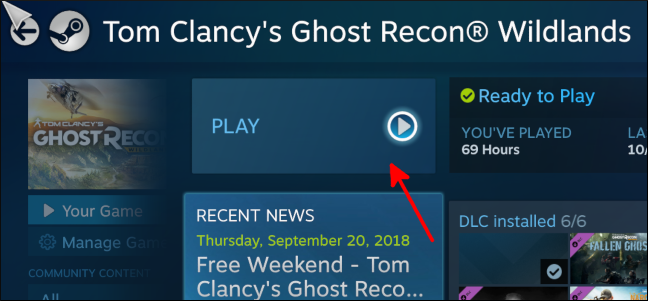 Tom Clancy's Ghost Recon® Wildlands
TOM CLANCY'S
GHOST RECON
PLAY
Ready to Play
YOU'VE PLAYED
69 Hours
LA
10/
Your Game
Manage Gam
COMMUNITY CONTENT
All
RECENT NEWS
Thursday, September 20, 2018
Free Weekend - Tom
Clancy's Ghost Reco...
DLC installed 6/6
FALLEN GHOS